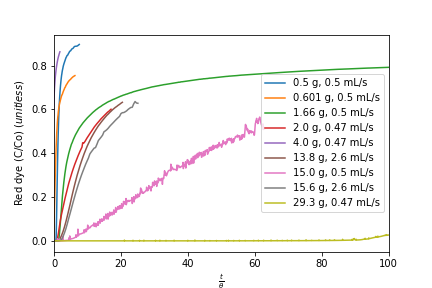 Red dye (C/Co) (unitless)
0.8
0.6
0.4
0.2
0.0
0.5 g, 0.5 mL/s
0.601 g, 0.5 mL/s
1.66 g, 0.5 mL/s
2.0 g, 0.47 mL/s
4.0 g, 0.47 mL/s
13.8 g, 2.6 mL/s
15.0 g, 0.5 mL/s
15.6 g, 2.6 mL/s
29.3 g, 0.47 mL/s
0 20 40 60 80 100
t
θ